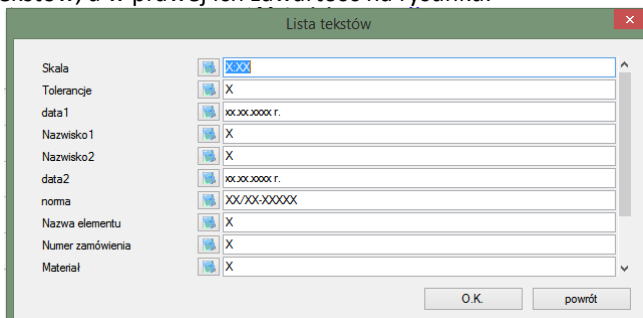 tekstów, a w prawej ich zawartość na rysunku.
Lista tekstów
Skala X:XX
Tolerancje X
data1 xx.xx.xxxx r.
Nazwisko1 X
Nazwisko2 X
data2 xx.xx.xxxx r.
norma XX/XX-XXXXX
Nazwa elementu X
Numer zamówienia X
Materiał X
O.K. powrót